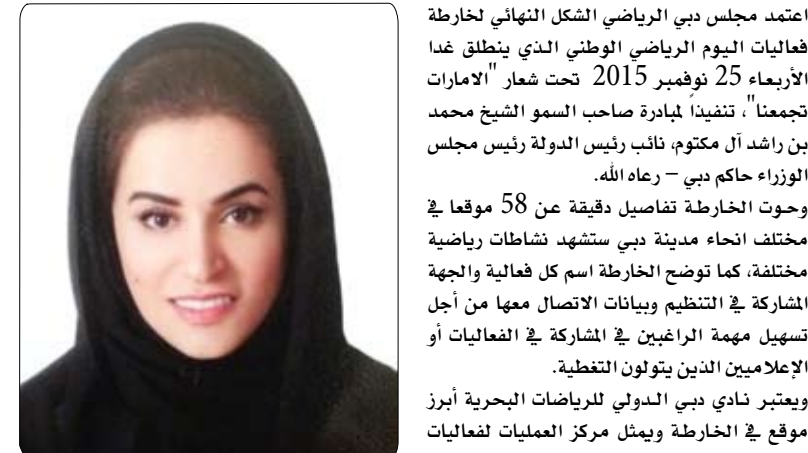 اعتمد مجلس دبي الرياضي الشكل النهائي لخارطة
فعاليات اليوم الرياضي الوطني الذي ينطلق غدا
الأربعاء 25 نوفمبر 2015 تحت شعار "الامارات
تجمعنا"، تنفيذاً لمبادرة صاحب السمو الشيخ محمد
بن راشد آل مكتوم، نائب رئيس الدولة رئيس مجلس
الوزراء حاكم دبي – رعاه الله.
وحوت الخارطة تفاصيل دقيقة عن 58 موقعا في
مختلف انحاء مدينة دبي ستشهد نشاطات رياضية
مختلفة، كما توضح الخارطة اسم كل فعالية والجهة
المشاركة في التنظيم وبيانات الاتصال معها من أجل
تسهيل مهمة الراغبين في المشاركة في الفعاليات أو
الإعلاميين الذين يتولون التغطية.
ويعتبر نادي دبي الدولي للرياضات البحرية أبرز
موقع في الخارطة ويمثل مركز العمليات لفعاليات